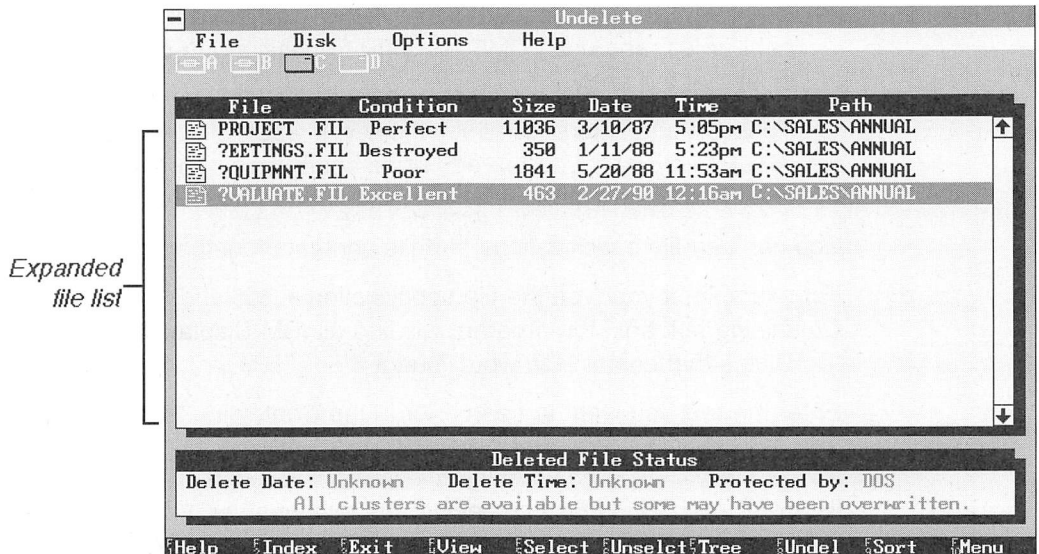 Undelete
File Disk Options Help
A B C D
File Condition Size Date Time Path
PROJECT .FIL Perfect 11036 3/10/87 5:05pm C:\SALES\ANNUAL
?EETINGS.FIL Destroyed 350 1/11/88 5:23pm C:\SALES\ANNUAL
?QUIPMNT.FIL Poor 1841 5/20/88 11:53am C:\SALES\ANNUAL
?VALUATE.FIL Excellent 463 2/27/90 12:16am C:\SALES\ANNUAL
Expanded
file list
Deleted File Status
Delete Date: Unknown Delete Time: Unknown Protected by: DOS
All clusters are available but some may have been overwritten.
Help Index Exit View Select Unselct Tree Undel Sort Menu